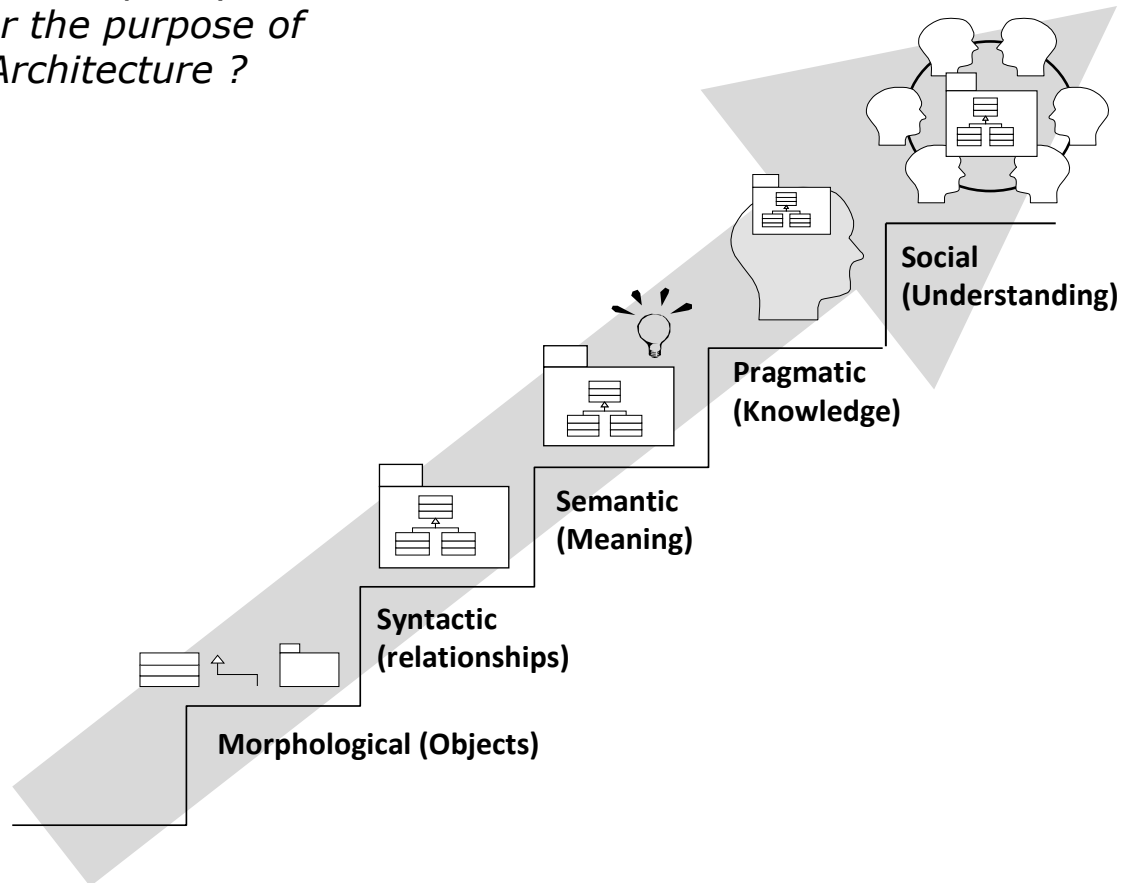 r the purpose of
Architecture ?
Social
(Understanding)
Pragmatic
(Knowledge)
Semantic
(Meaning)
Syntactic
(relationships)
Morphological (Objects)